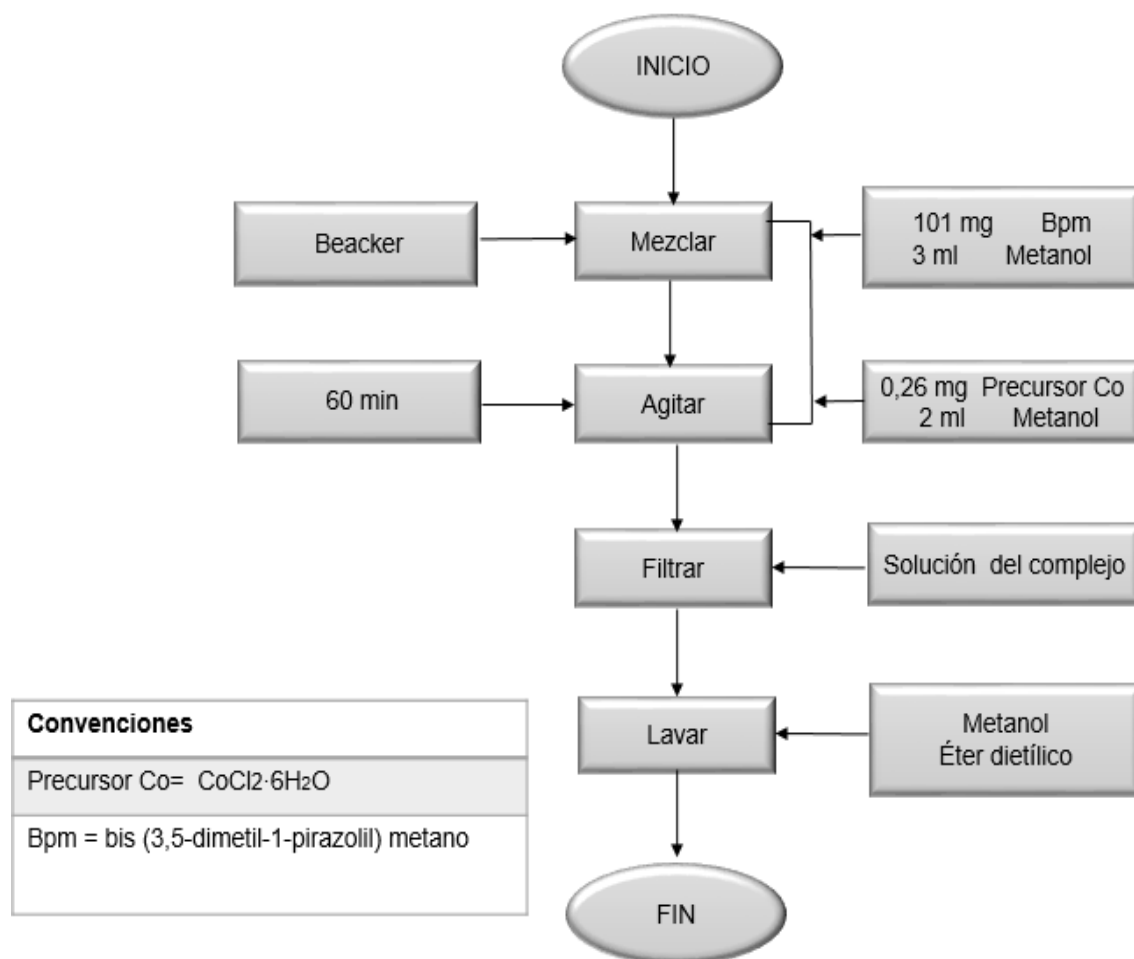 INICIO
Beacker
Mezclar
101 mg Bpm
3 ml Metanol
60 min
Agitar
0,26 mg Precursor Co
2 ml Metanol
Filtrar
Solución del complejo
Lavar
Metanol
Éter dietílico
Convenciones
Precursor Co= CoCl2·6H2O
Bpm = bis (3,5-dimetil-1-pirazolil) metano
FIN